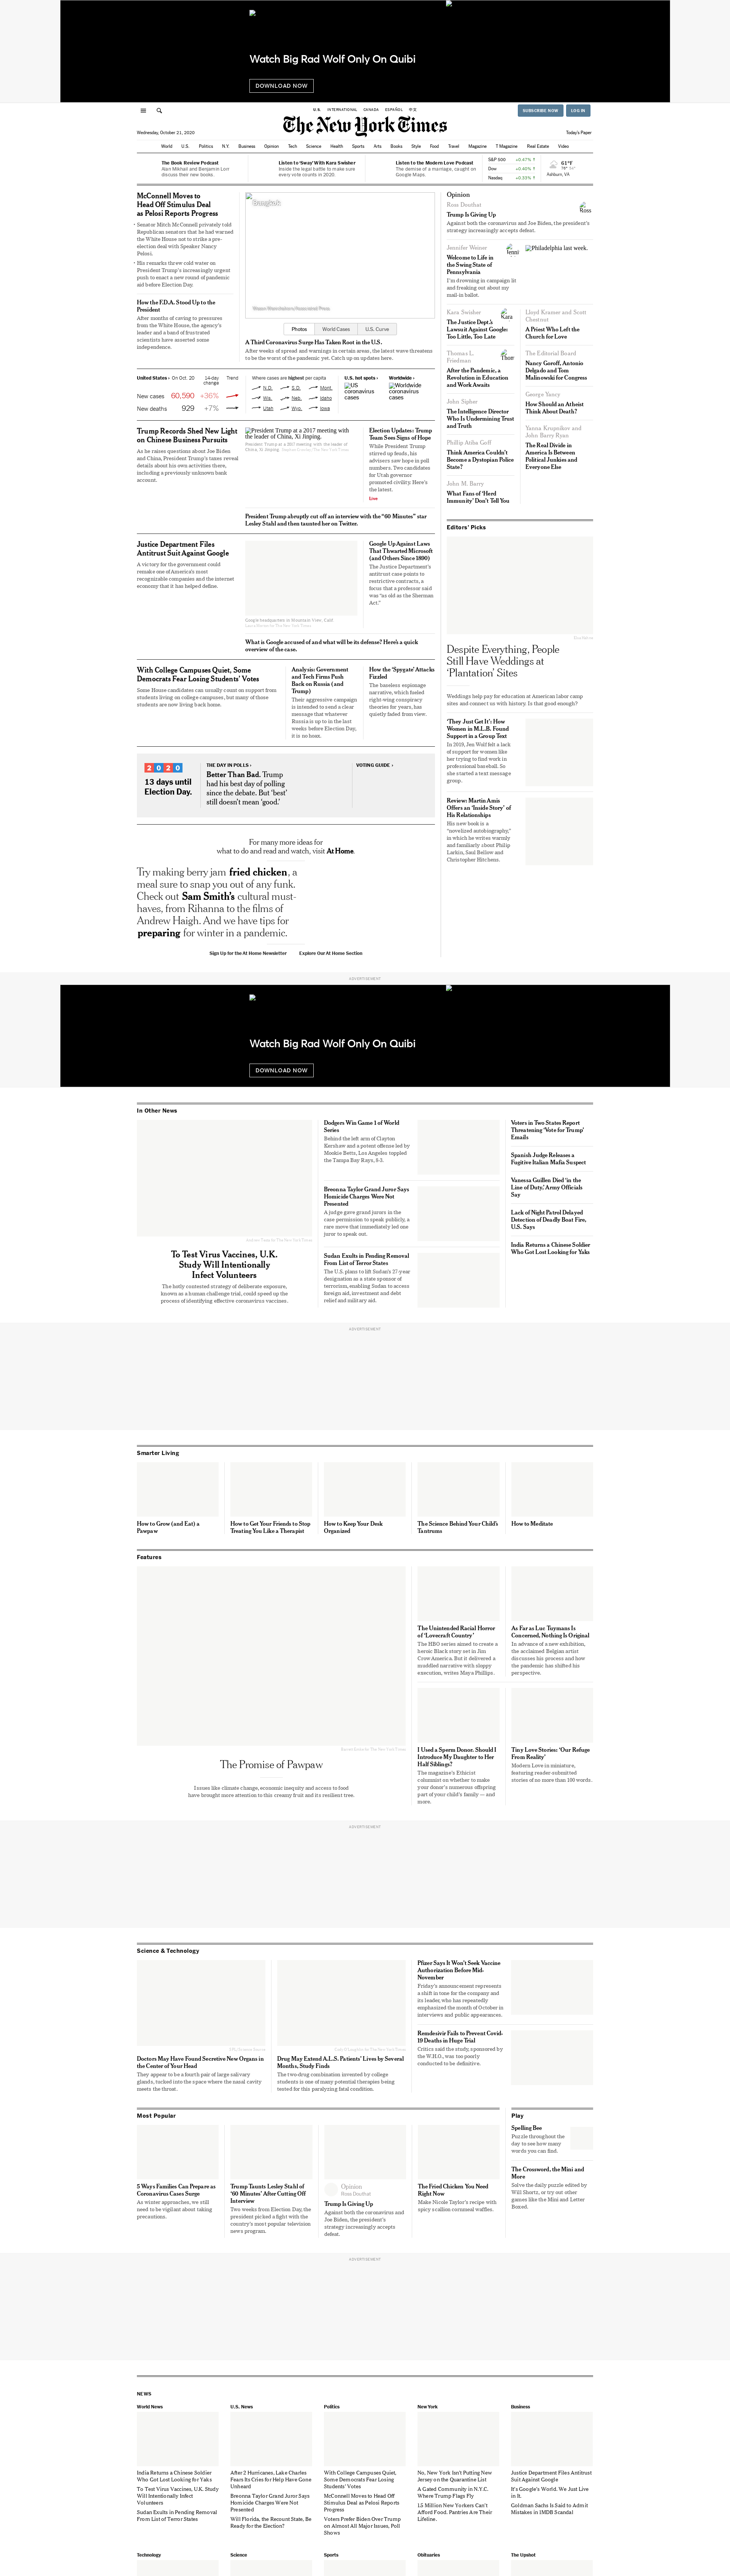 Watch Big Rad Wolf Only On Quibi
DOWNLOAD NOW
U.S.
INTERNATIONAL
CANADA
ESPAÑOL
中文
SUBSCRIBE NOW
LOG IN
The New York Times
Wednesday, October 21, 2020
Today's Paper
World
U.S.
Politics
N.Y.
Business
Opinion
Tech
Science
Health
Sports
Arts
Books
Style
Food
Travel
Magazine
T Magazine
Real Estate
Video
The Book Review Podcast
Alan Mikhail and Benjamin Lorr
discuss their new books.
Listen to 'Sway' With Kara Swisher
Inside the legal battle to make sure
every vote counts in 2020.
Listen to the Modern Love Podcast
The demise of a marriage, caught on
Google Maps.
S&P 500 +0.47%
Dow +0.40%
Nasdaq +0.33%
61°F
Ashburn, VA
McConnell Moves to
Head Off Stimulus Deal
as Pelosi Reports Progress
• Senator Mitch McConnell privately told
Republican senators that he had warned
the White House not to strike a pre-
election deal with Speaker Nancy
Pelosi.
• His remarks threw cold water on
President Trump's increasingly urgent
push to enact a new round of pandemic
aid before Election Day.
How the F.D.A. Stood Up to the
President
After months of caving to pressures
from the White House, the agency's
leader and a band of frustrated
scientists have asserted some
independence.
Photos
World Cases
U.S. Curve
A Third Coronavirus Surge Has Taken Root in the U.S.
After weeks of spread and warnings in certain areas, the latest wave threatens
to be the worst of the pandemic yet. Catch up on updates here.
United States › On Oct. 20
14-day
change
Trend
New cases 60,590 +36%
New deaths 929 +7%
Where cases are highest per capita
N.D.
S.D.
Mont.
Wis.
Neb.
Idaho
Utah
Wyo.
Iowa
U.S. hot spots ›
US
coronavirus
cases
Worldwide ›
Worldwide
coronavirus
cases
Trump Records Shed New Light
on Chinese Business Pursuits
As he raises questions about Joe Biden
and China, President Trump's taxes reveal
details about his own activities there,
including a previously unknown bank
account.
President Trump at a 2017 meeting with
the leader of China, Xi Jinping.
President Trump at a 2017 meeting with the leader of
China, Xi Jinping.
Election Updates: Trump
Team Sees Signs of Hope
While President Trump
stirred up feuds, his
advisers saw hope in poll
numbers. Two candidates
for Utah governor
promoted civility. Here's
the latest.
Live
President Trump abruptly cut off an interview with the "60 Minutes" star
Lesley Stahl and then taunted her on Twitter.
Justice Department Files
Antitrust Suit Against Google
A victory for the government could
remake one of America's most
recognizable companies and the internet
economy that it has helped define.
Google headquarters in Mountain View, Calif.
Google Up Against Laws
That Thwarted Microsoft
(and Others Since 1890)
The Justice Department's
antitrust case points to
restrictive contracts, a
focus that a professor said
was "as old as the Sherman
Act."
What is Google accused of and what will be its defense? Here's a quick
overview of the case.
With College Campuses Quiet, Some
Democrats Fear Losing Students' Votes
Some House candidates can usually count on support from
students living on college campuses, but many of those
students are now living back home.
Analysis: Government
and Tech Firms Push
Back on Russia (and
Trump)
Their aggressive campaign
is intended to send a clear
message that whatever
Russia is up to in the last
weeks before Election Day,
it is no hoax.
How the 'Spygate' Attacks
Fizzled
The baseless espionage
narrative, which fueled
right-wing conspiracy
theories for years, has
quietly faded from view.
2020
13 days until
Election Day.
THE DAY IN POLLS ›
Better Than Bad. Trump
had his best day of polling
since the debate. But 'best'
still doesn't mean 'good.'
VOTING GUIDE ›
For many more ideas for
what to do and read and watch, visit At Home.
Try making berry jam fried chicken, a
meal sure to snap you out of any funk.
Check out Sam Smith's cultural must-
haves, from Rihanna to the films of
Andrew Haigh. And we have tips for
preparing for winter in a pandemic.
Sign Up for the At Home Newsletter
Explore Our At Home Section
Opinion
Ross Douthat
Trump Is Giving Up
Against both the coronavirus and Joe Biden, the president's
strategy increasingly accepts defeat.
Ross
Jennifer Weiner
Welcome to Life in
the Swing State of
Pennsylvania
I'm drowning in campaign lit
and freaking out about my
mail-in ballot.
Philadelphia last week.
Kara Swisher
The Justice Dept.'s
Lawsuit Against Google:
Too Little, Too Late
Kara
Lloyd Kramer and Scott
Chestnut
A Priest Who Left the
Church for Love
Thomas L.
Friedman
After the Pandemic, a
Revolution in Education
and Work Awaits
The Editorial Board
Nancy Goroff, Antonio
Delgado and Tom
Malinowski for Congress
John Sipher
The Intelligence Director
Who Is Undermining Trust
and Truth
George Yancy
How Should an Atheist
Think About Death?
Phillip Atiba Goff
Think America Couldn't
Become a Dystopian Police
State?
Yanna Krupnikov and
John Barry Ryan
The Real Divide in
America Is Between
Political Junkies and
Everyone Else
John M. Barry
What Fans of 'Herd
Immunity' Don't Tell You
Editors' Picks
Despite Everything, People
Still Have Weddings at
'Plantation' Sites
Weddings help pay for education at American labor camp
sites and connect us with history. Is that good enough?
'They Just Get It': How
Women in M.L.B. Found
Support in a Group Text
In 2019, Jen Wolf felt a lack
of support for women like
her trying to find work in
professional baseball. So
she started a text message
group.
Review: Martin Amis
Offers an 'Inside Story' of
His Relationships
His new book is a
"novelized autobiography,"
in which he writes warmly
and familiarly about Philip
Larkin, Saul Bellow and
Christopher Hitchens.
ADVERTISEMENT
Watch Big Rad Wolf Only On Quibi
DOWNLOAD NOW
In Other News
To Test Virus Vaccines, U.K.
Study Will Intentionally
Infect Volunteers
The hotly contested strategy of deliberate exposure,
known as a human challenge trial, could speed up the
process of identifying effective coronavirus vaccines.
Dodgers Win Game 1 of World
Series
Behind the left arm of Clayton
Kershaw and a potent offense led by
Mookie Betts, Los Angeles toppled
the Tampa Bay Rays, 8-3.
Breonna Taylor Grand Juror Says
Homicide Charges Were Not
Presented
A judge gave grand jurors in the
case permission to speak publicly, a
rare move that immediately led one
juror to speak out.
Sudan Exults in Pending Removal
From List of Terror States
The U.S. plans to lift Sudan's 27-year
designation as a state sponsor of
terrorism, enabling Sudan to access
foreign aid, investment and debt
relief and military aid.
Voters in Two States Report
Threatening 'Vote for Trump'
Emails
Spanish Judge Releases a
Fugitive Italian Mafia Suspect
Vanessa Guillen Died 'in the
Line of Duty,' Army Officials
Say
Lack of Night Patrol Delayed
Detection of Deadly Boat Fire,
U.S. Says
India Returns a Chinese Soldier
Who Got Lost Looking for Yaks
ADVERTISEMENT
Smarter Living
How to Grow (and Eat) a
Pawpaw
How to Get Your Friends to Stop
Treating You Like a Therapist
How to Keep Your Desk
Organized
The Science Behind Your Child's
Tantrums
How to Meditate
Features
The Promise of Pawpaw
Issues like climate change, economic inequity and access to food
have brought more attention to this creamy fruit and its resilient tree.
The Unintended Racial Horror
of 'Lovecraft Country'
The HBO series aimed to create a
heroic Black story set in Jim
Crow America. But it delivered a
muddled narrative with sloppy
execution, writes Maya Phillips.
As Far as Luc Tuymans Is
Concerned, Nothing Is Original
In advance of a new exhibition,
the acclaimed Belgian artist
discusses his process and how
the pandemic has shifted his
perspective.
I Used a Sperm Donor. Should I
Introduce My Daughter to Her
Half Siblings?
The magazine's Ethicist
columnist on whether to make
your donor's numerous offspring
part of your child's family — and
more.
Tiny Love Stories: 'Our Refuge
From Reality'
Modern Love in miniature,
featuring reader-submitted
stories of no more than 100 words.
ADVERTISEMENT
Science & Technology
Doctors May Have Found Secretive New Organs in
the Center of Your Head
They appear to be a fourth pair of large salivary
glands, tucked into the space where the nasal cavity
meets the throat.
Drug May Extend A.L.S. Patients' Lives by Several
Months, Study Finds
The two-drug combination invented by college
students is one of many potential therapies being
tested for this paralyzing fatal condition.
Pfizer Says It Won't Seek Vaccine
Authorization Before Mid-
November
Friday's announcement represents
a shift in tone for the company and
its leader, who has repeatedly
emphasized the month of October in
interviews and public appearances.
Remdesivir Fails to Prevent Covid-
19 Deaths in Huge Trial
Critics said the study, sponsored by
the W.H.O., was too poorly
conducted to be definitive.
Most Popular
5 Ways Families Can Prepare as
Coronavirus Cases Surge
As winter approaches, we still
need to be vigilant about taking
precautions.
Trump Taunts Lesley Stahl of
'60 Minutes' After Cutting Off
Interview
Two weeks from Election Day, the
president picked a fight with the
country's most popular television
news program.
Opinion
Ross Douthat
Trump Is Giving Up
Against both the coronavirus and
Joe Biden, the president's
strategy increasingly accepts
defeat.
The Fried Chicken You Need
Right Now
Make Nicole Taylor's recipe with
spicy scallion cornmeal waffles.
Play
Spelling Bee
Puzzle throughout the
day to see how many
words you can find.
The Crossword, the Mini and
More
Solve the daily puzzle edited by
Will Shortz, or try out other
games like the Mini and Letter
Boxed.
ADVERTISEMENT
NEWS
World News
India Returns a Chinese Soldier
Who Got Lost Looking for Yaks
To Test Virus Vaccines, U.K. Study
Will Intentionally Infect
Volunteers
Sudan Exults in Pending Removal
From List of Terror States
U.S. News
After 2 Hurricanes, Lake Charles
Fears Its Cries for Help Have Gone
Unheard
Breonna Taylor Grand Juror Says
Homicide Charges Were Not
Presented
Will Florida, the Recount State, Be
Ready for the Election?
Politics
With College Campuses Quiet,
Some Democrats Fear Losing
Students' Votes
McConnell Moves to Head Off
Stimulus Deal as Pelosi Reports
Progress
Voters Prefer Biden Over Trump
on Almost All Major Issues, Poll
Shows
New York
No, New York Isn't Putting New
Jersey on the Quarantine List
A Gated Community in N.Y.C.
Where Trump Flags Fly
1.5 Million New Yorkers Can't
Afford Food. Pantries Are Their
Lifeline.
Business
Justice Department Files Antitrust
Suit Against Google
It's Google's World. We Just Live
in It.
Goldman Sachs Is Said to Admit
Mistakes in 1MDB Scandal
Technology
Science
Sports
Obituaries
The Upshot